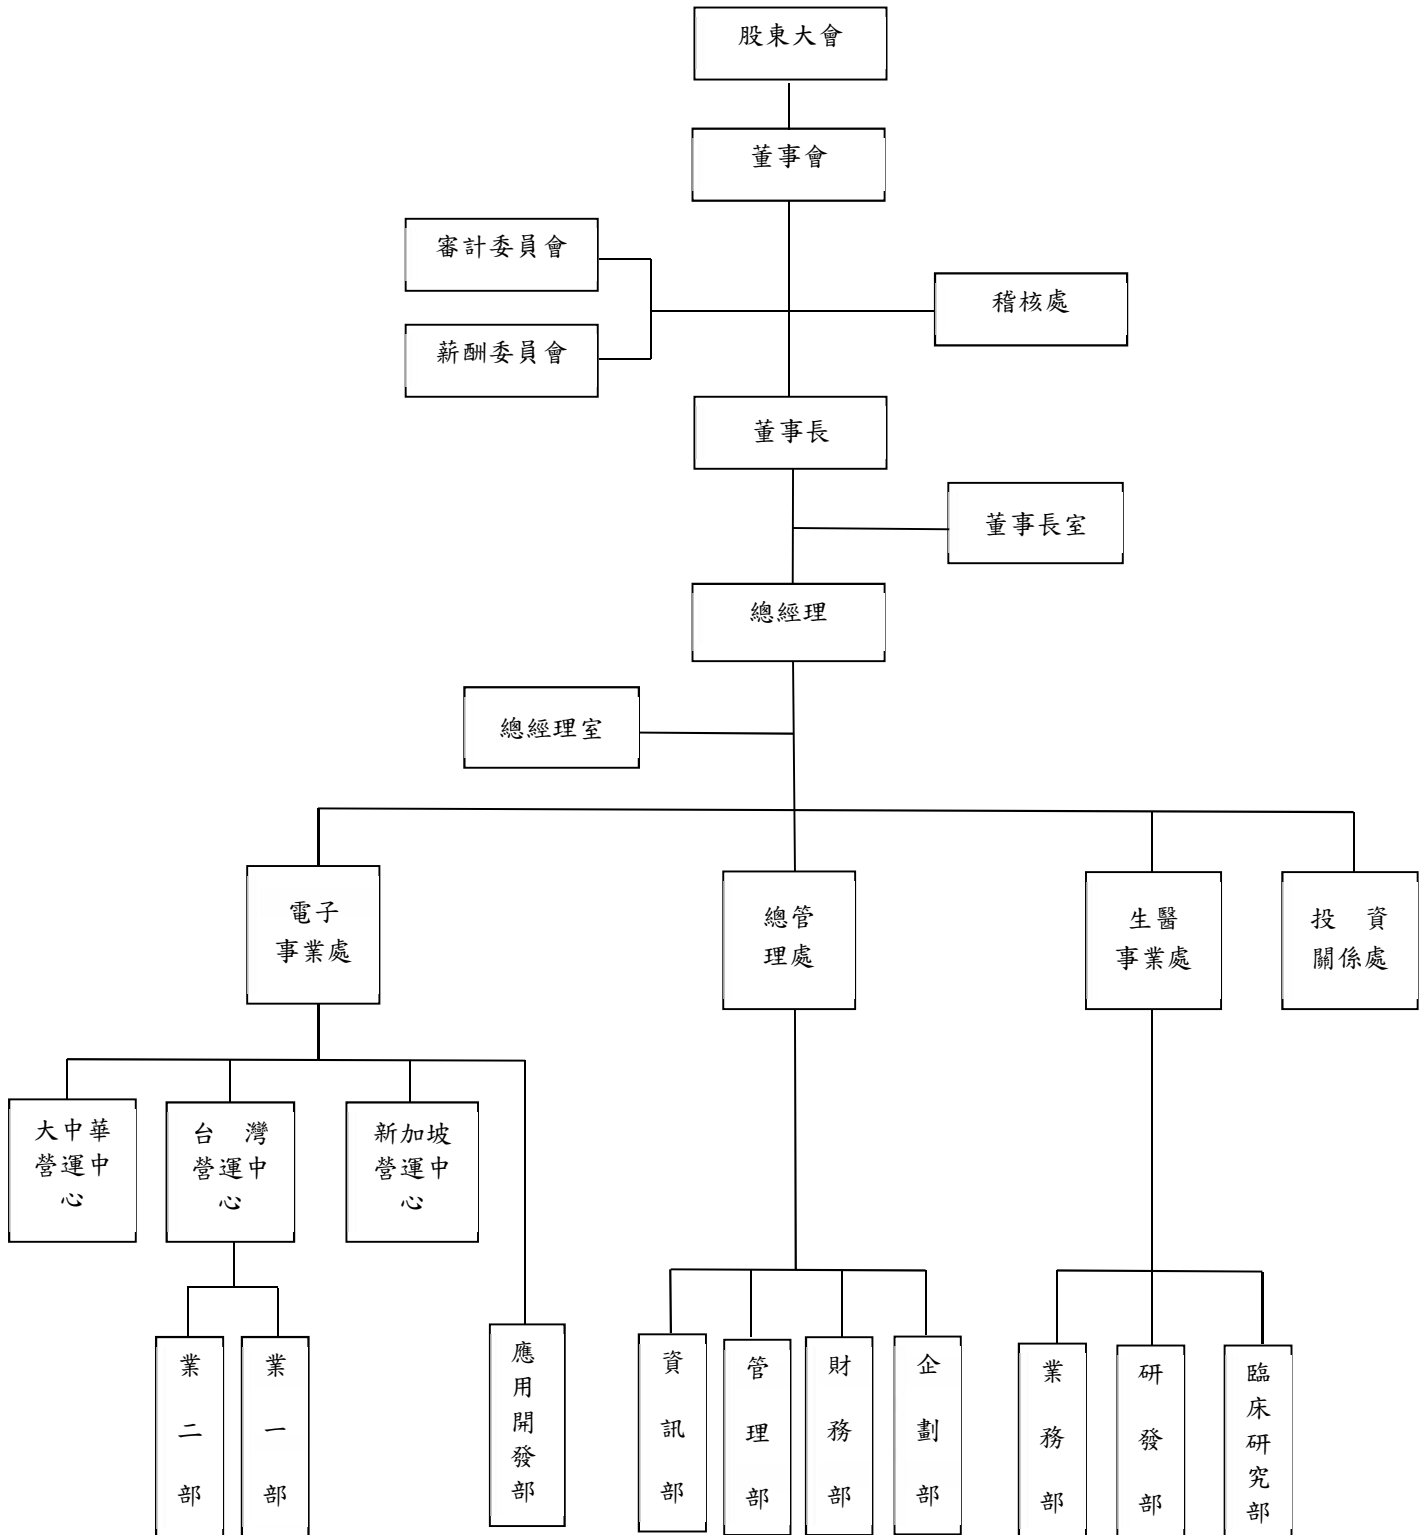 股東大會
董事會
審計委員會
稽核處
薪酬委員會
董事長
董事長室
總經理
總經理室
電子
事業處
總管
理處
生醫
事業處
投　資
關係處
大中華
營運中
心
台　灣
營運中
心
新加坡
營運中
心
業二部
業一部
應用開發部
資訊部
管理部
財務部
企劃部
業務部
研發部
臨床研究部